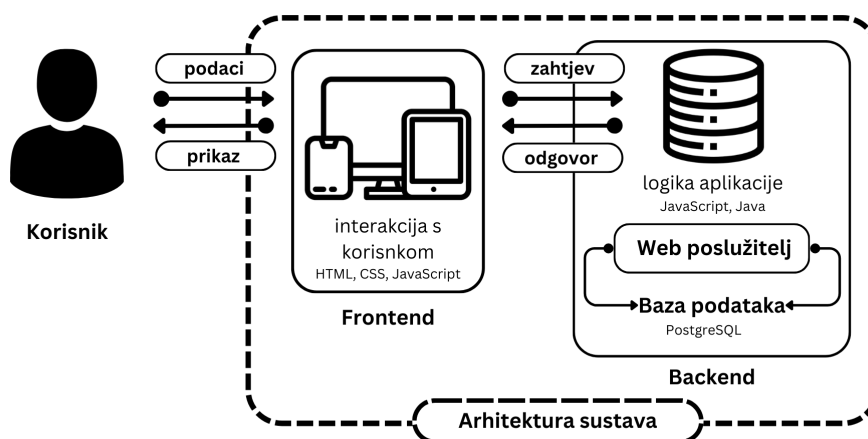 podaci
prikaz
Korisnik
interakcija s
korisnkom
HTML, CSS, JavaScript
Frontend
zahtjev
odgovor
logika aplikacije
JavaScript, Java
Web poslužitelj
Baza podataka
PostgreSQL
Backend
Arhitektura sustava